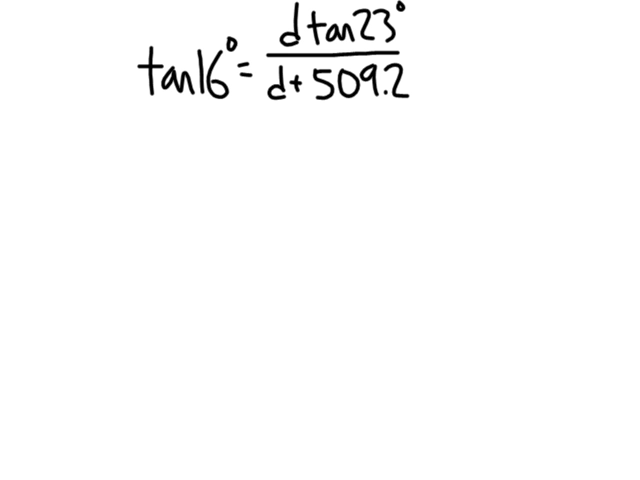 tan16° = d tan23° / d + 509.2